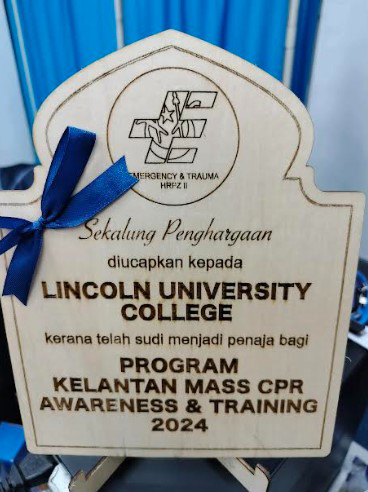 EMERGENCY & TRAUMA
HRPZ II
Sekalung Penghargaan
diucapkan kepada
LINCOLN UNIVERSITY
COLLEGE
kerana telah sudi menjadi penaja bagi
PROGRAM
KELANTAN MASS CPR
AWARENESS & TRAINING
2024